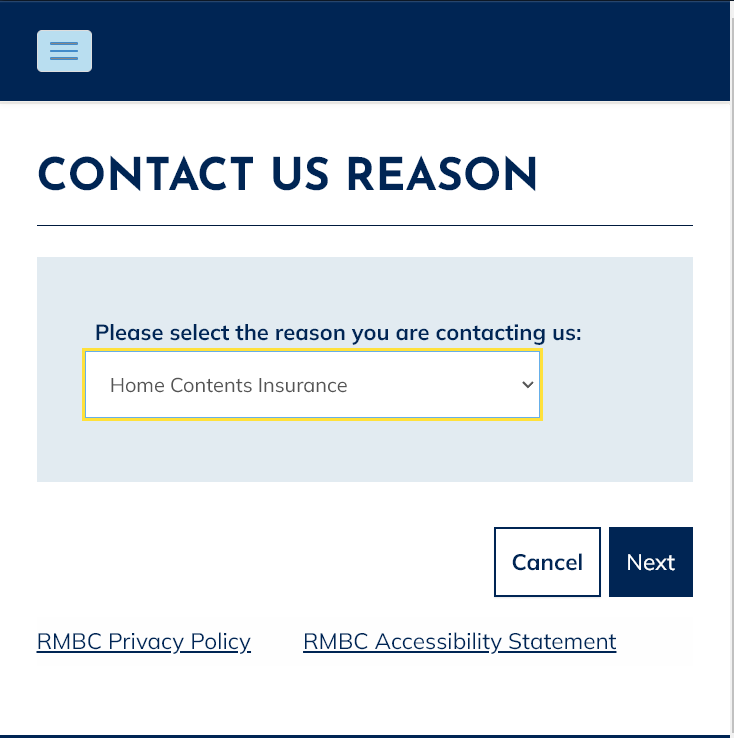 CONTACT US REASON
Please select the reason you are contacting us:
Home Contents Insurance
Cancel Next
RMBC Privacy Policy RMBC Accessibility Statement